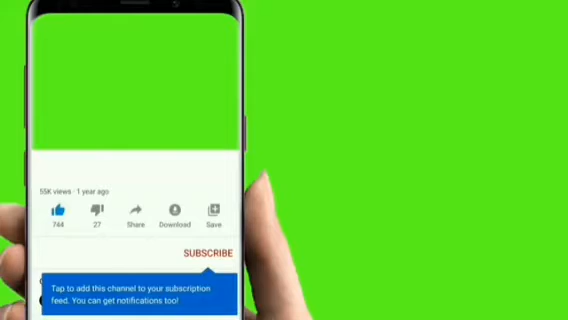 55K views · 1 year ago
744
27
Share
Download
Save
SUBSCRIBE
Tap to add this channel to your subscription
feed. You can get notifications too!